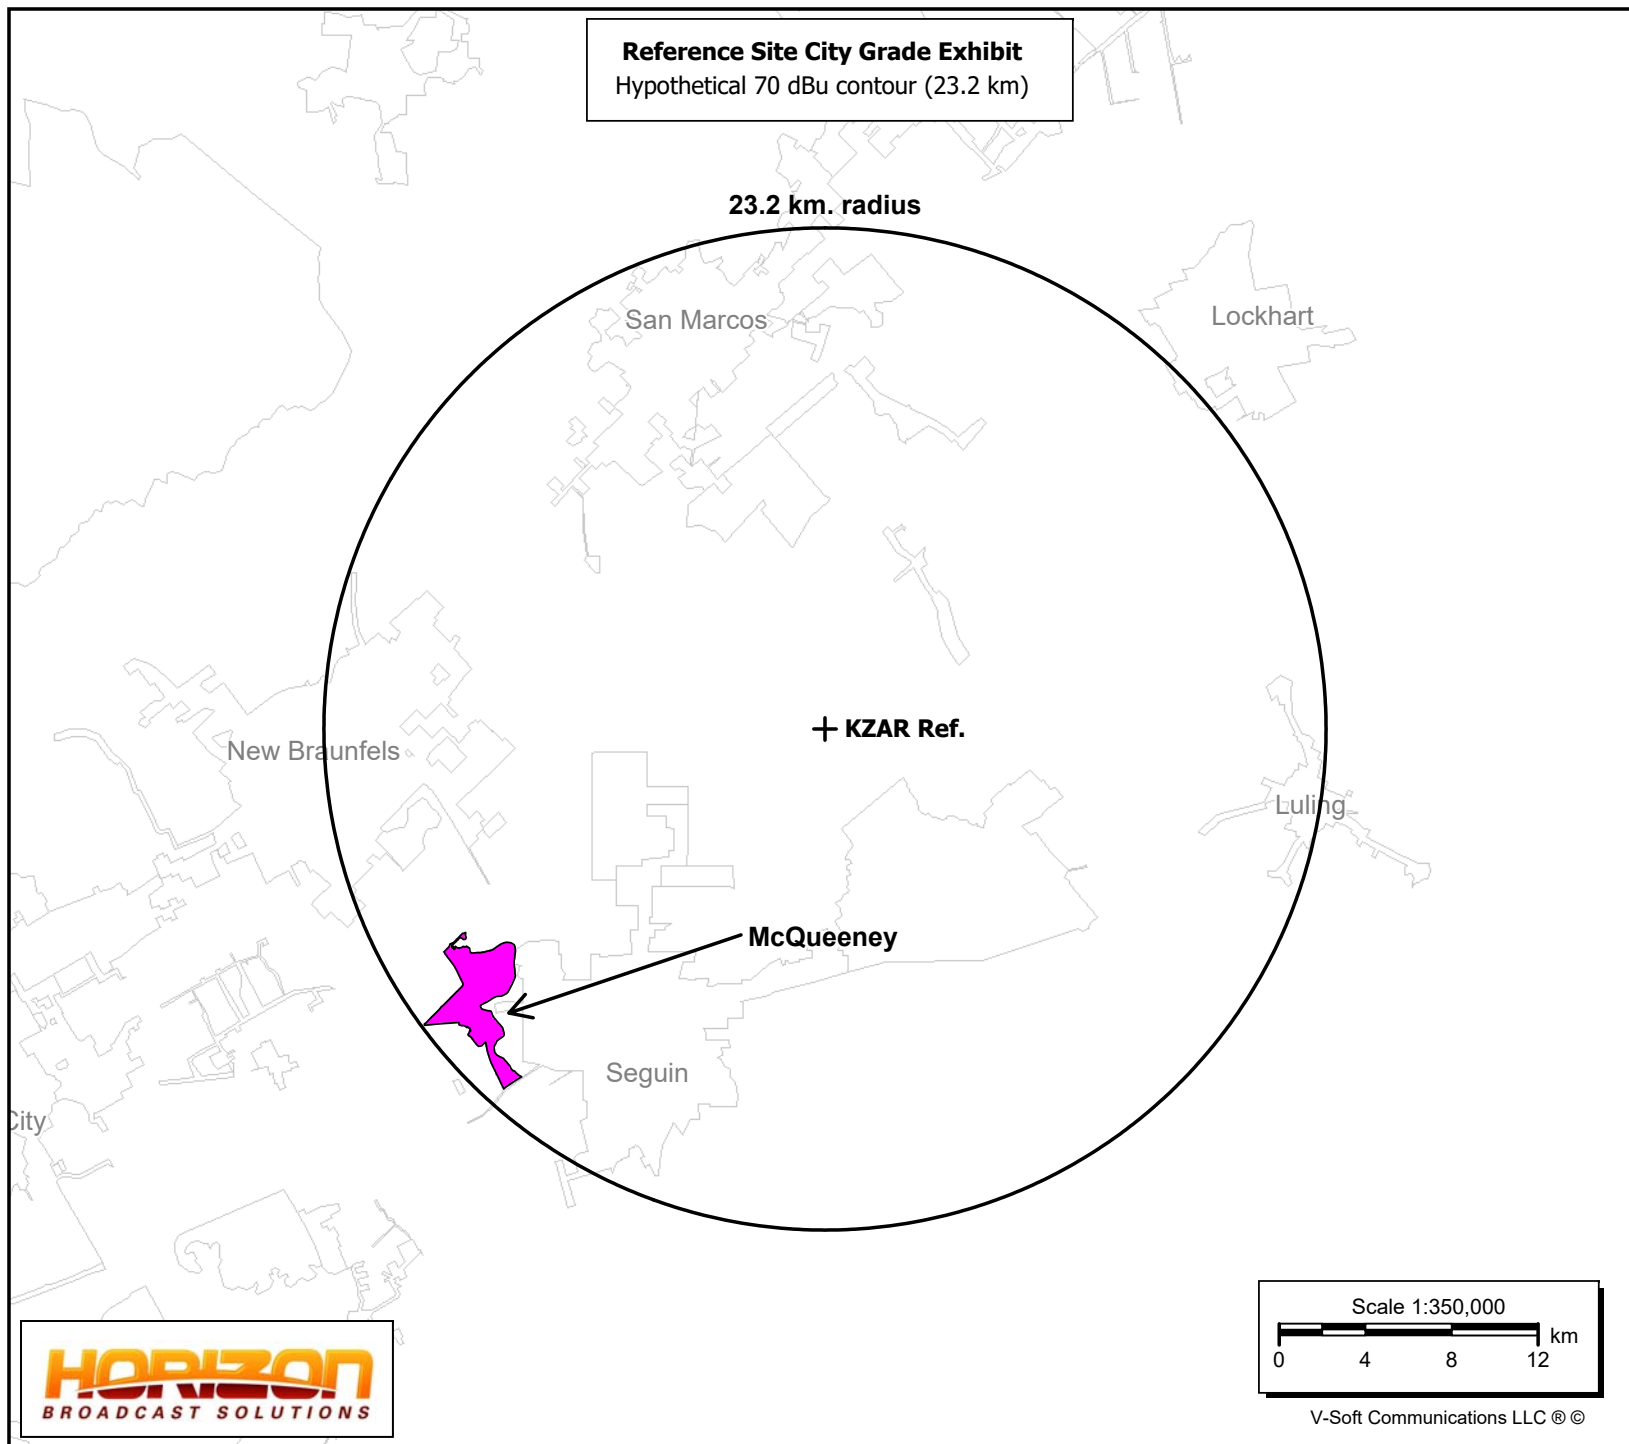 Reference Site City Grade Exhibit
Hypothetical 70 dBu contour (23.2 km)
23.2 km. radius
San Marcos
Lockhart
KZAR Ref.
New Braunfels
Luling
McQueeney
Seguin
City
Scale 1:350,000
km
0 4 8 12
HORIZON
BROADCAST SOLUTIONS
V-Soft Communications LLC ® ©